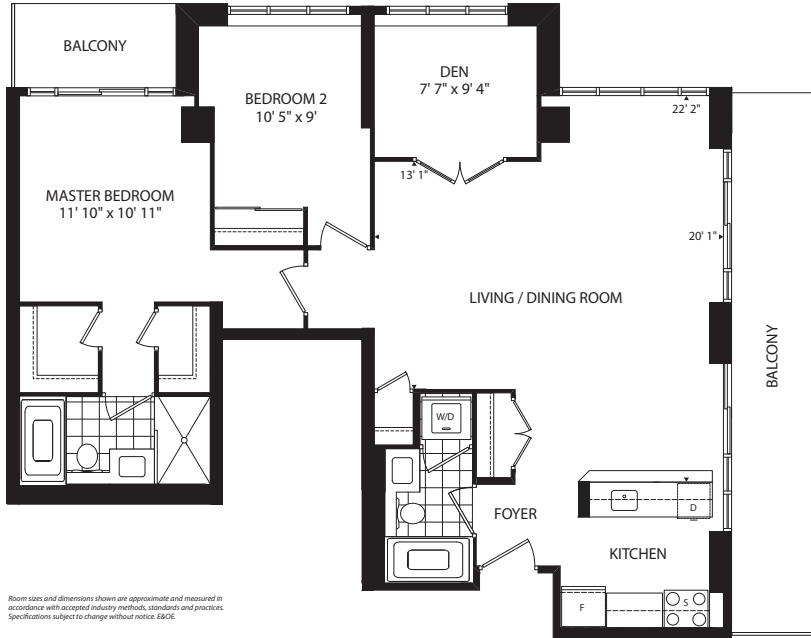 BALCONY
BEDROOM 2
10' 5" x 9'
DEN
7' 7" x 9' 4"
22' 2"
MASTER BEDROOM
11' 10" x 10' 11"
13' 1"
20' 1"
LIVING / DINING ROOM
BALCONY
W/D
FOYER
D
KITCHEN
F
S
Room sizes and dimensions shown are approximate and measured in
accordance with accepted industry methods, standards and practices.
Specifications subject to change without notice. E&OE.